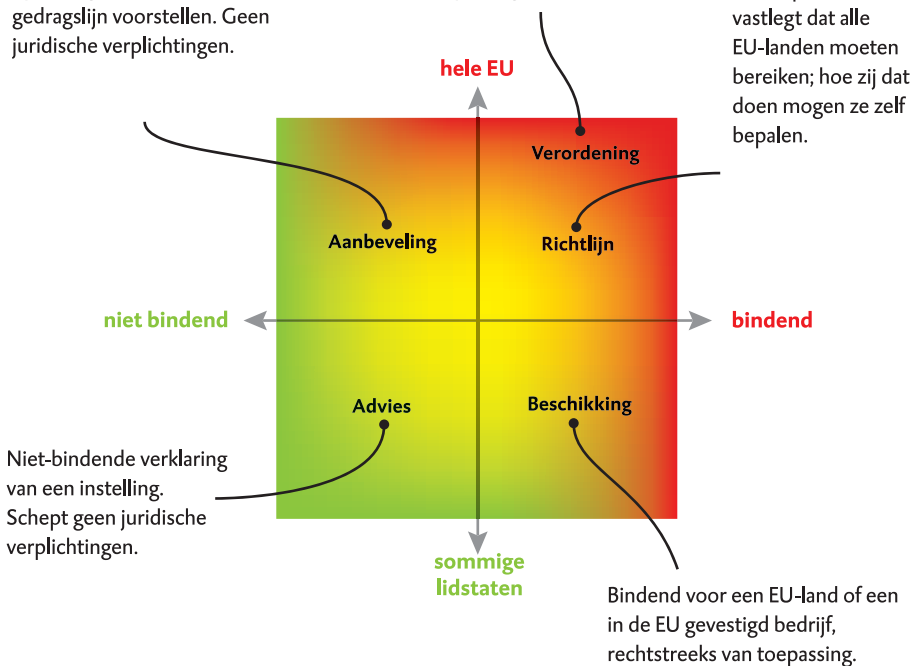 gedragslijn voorstellen. Geen
juridische verplichtingen.
vastlegt dat alle
EU-landen moeten
bereiken; hoe zij dat
doen mogen ze zelf
bepalen.
hele EU
Verordening
Aanbeveling
Richtlijn
niet bindend
bindend
Advies
Beschikking
Niet-bindende verklaring
van een instelling.
Schept geen juridische
verplichtingen.
sommige
lidstaten
Bindend voor een EU-land of een
in de EU gevestigd bedrijf,
rechtstreeks van toepassing.